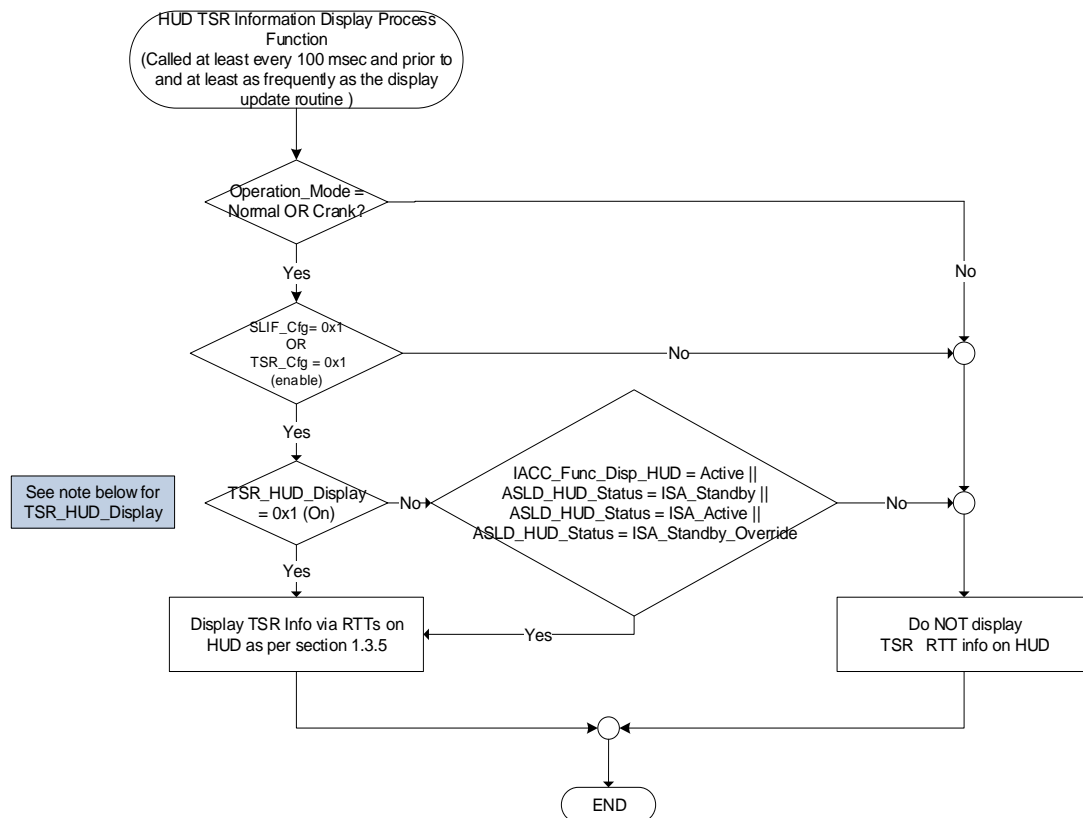 HUD TSR Information Display Process
Function
(Called at least every 100 msec and prior to
and at least as frequently as the display
update routine )
Operation_Mode =
Normal OR Crank?
No
Yes
SLIF_Cfg= 0x1
OR
TSR_Cfg = 0x1
(enable)
No
Yes
See note below for
TSR_HUD_Display
TSR_HUD_Display
= 0x1 (On)
No
IACC_Func_Disp_HUD = Active ||
ASLD_HUD_Status = ISA_Standby ||
ASLD_HUD_Status = ISA_Active ||
ASLD_HUD_Status = ISA_Standby_Override
No
Yes
Yes
Display TSR Info via RTTs on
HUD as per section 1.3.5
Do NOT display
TSR RTT info on HUD
END